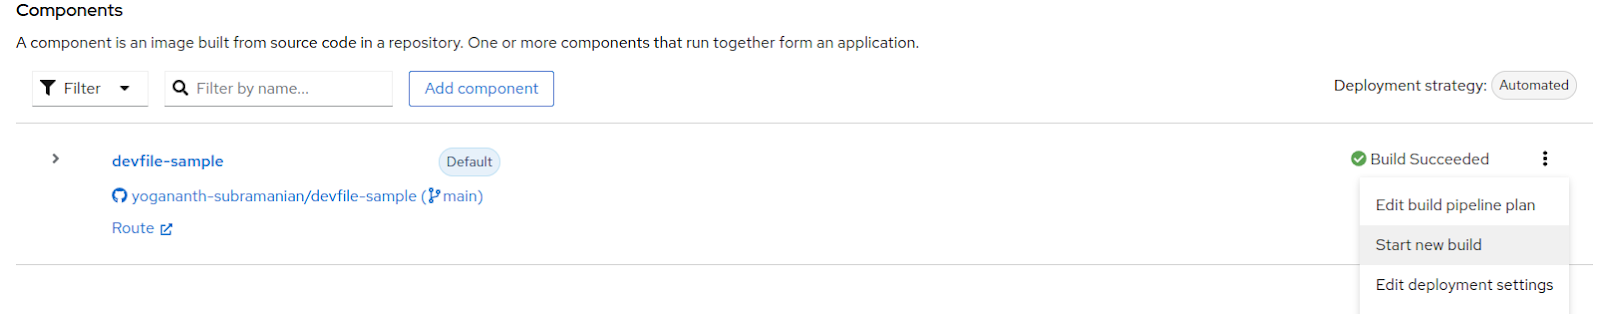 Components
A component is an image built from source code in a repository. One or more components that run together form an application.
Filter Filter by name... Add component Deployment strategy: Automated
devfile-sample Default Build Succeeded
yogananth-subramanian/devfile-sample (main)
Edit build pipeline plan
Route
Start new build
Edit deployment settings